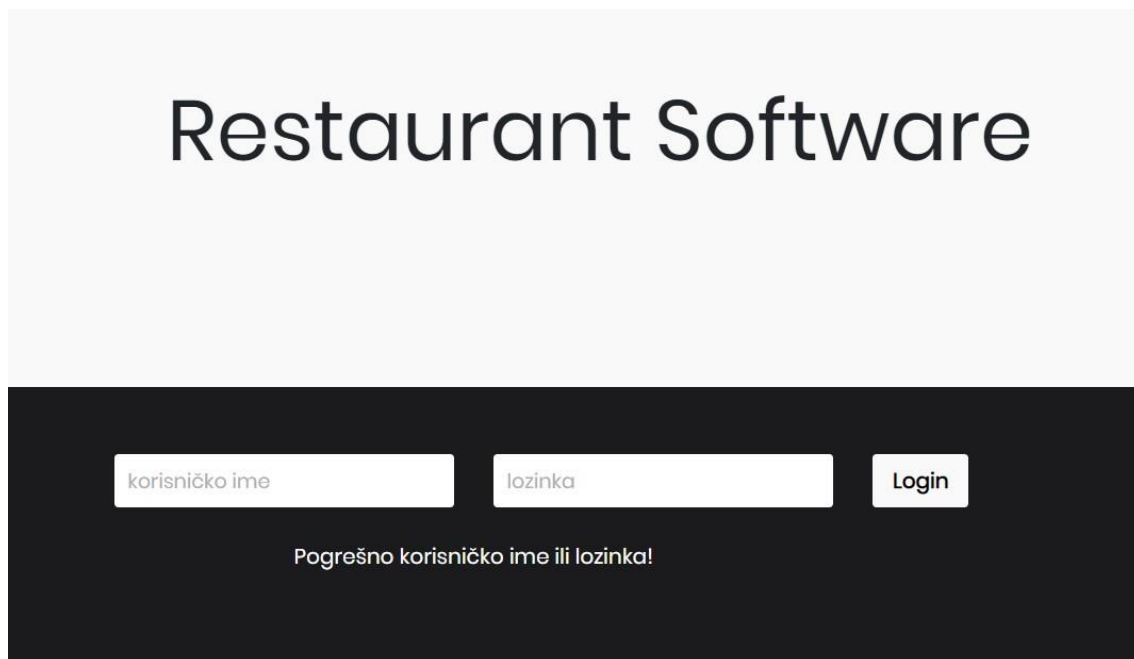 Restaurant Software
korisničko ime
lozinka
Login
Pogrešno korisničko ime ili lozinka!